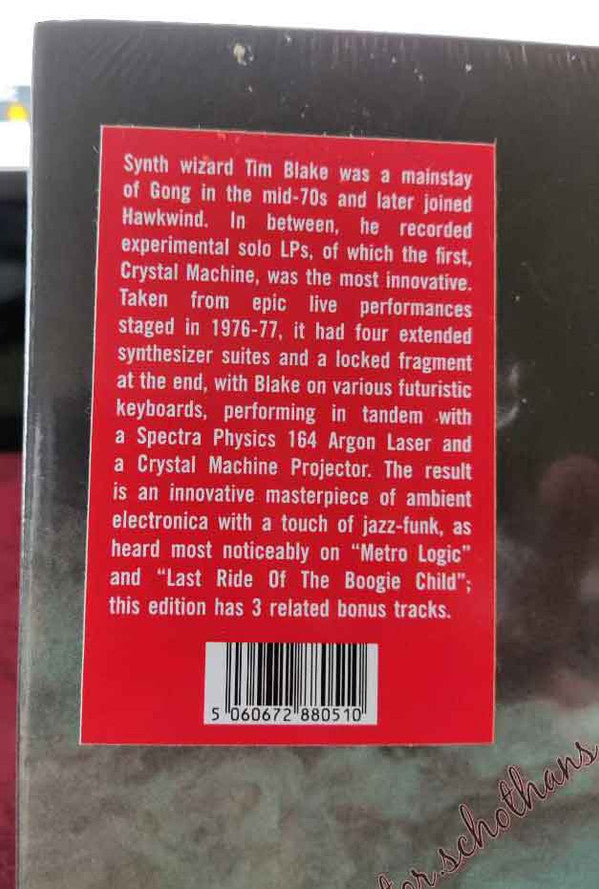 Synth wizard Tim Blake was a mainstay
of Gong in the mid-70s and later joined
Hawkwind. In between, he recorded
experimental solo LPs, of which the first,
Crystal Machine, was the most innovative.
Taken from epic live performances
staged in 1976-77, it had four extended
synthesizer suites and a locked fragment
at the end, with Blake on various futuristic
keyboards, performing in tandem with
a Spectra Physics 164 Argon Laser and
a Crystal Machine Projector. The result
is an innovative masterpiece of ambient
electronica with a touch of jazz-funk, as
heard most noticeably on “Metro Logic”
and “Last Ride Of The Boogie Child”;
this edition has 3 related bonus tracks.
5 060672 880510
schothans